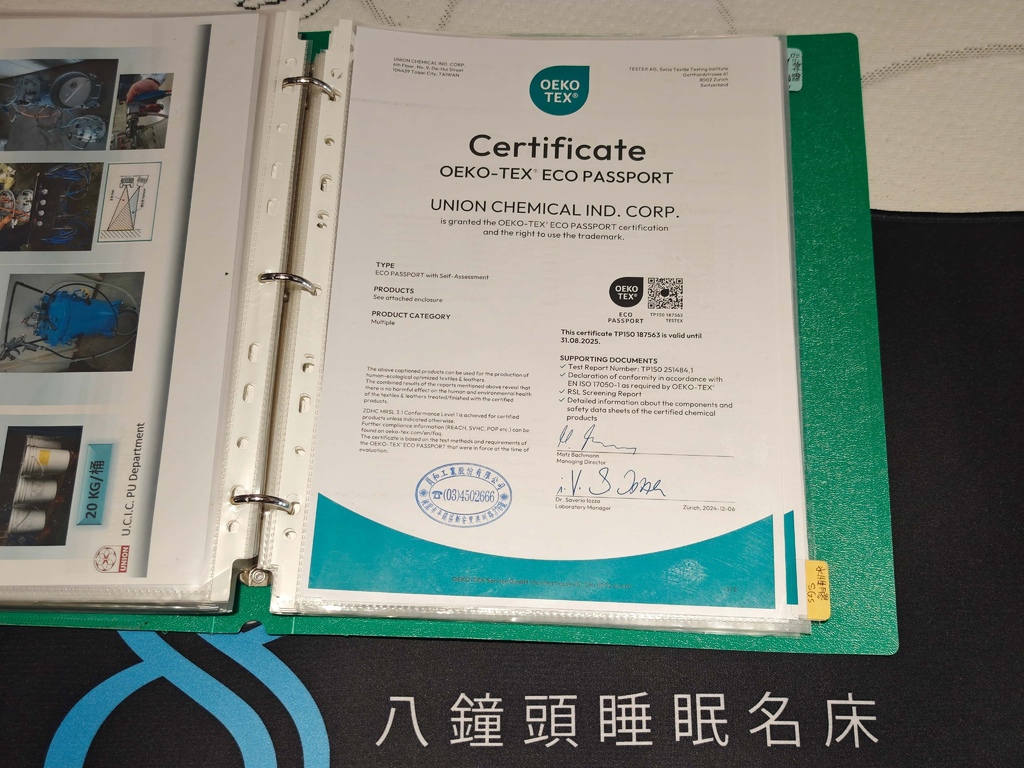 20 KG/桶
UNION
U.C.I.C. PU Department
UNION CHEMICAL IND. CORP.
6th Floor, No. 9, De-Hui Street
104639 Taipei City, TAIWAN
OEKO
TEX®
TESTEX AG, Swiss Textile Testing Institute
Gotthardstrasse 61
8002 Zurich
Switzerland
Certificate
OEKO-TEX® ECO PASSPORT
UNION CHEMICAL IND. CORP.
is granted the OEKO-TEX® ECO PASSPORT certification
and the right to use the trademark.
TYPE
ECO PASSPORT with Self-Assessment
PRODUCTS
See attached enclosure
PRODUCT CATEGORY
Multiple
OEKO
TEX®
ECO
PASSPORT
TP150 187563
TESTEX
This certificate TP150 187563 is valid until
31.08.2025.
SUPPORTING DOCUMENTS
✓ Test Report Number: TP150 251484.1
✓ Declaration of conformity in accordance with
EN ISO 17050-1 as required by OEKO-TEX®
✓ RSL Screening Report
✓ Detailed information about the components and
safety data sheets of the certified chemical
products
The above captioned products can be used for the production of
human-ecological optimized textiles & leathers.
The combined results of the reports mentioned above reveal that
there is no harmful effect on the human and environmental health
of the textiles & leathers treated/finished with the certified
products.
ZDHC MRSL 3.1 Conformance Level 1 is achieved for certified
products unless indicated otherwise.
Further compliance information (REACH, SVHC, POP etc.) can be
found on oeko-tex.com/en/faq.
The certificate is based on the test methods and requirements of
the OEKO-TEX® ECO PASSPORT that were in force at the time of
evaluation.
Matz Bachmann
Managing Director
Dr. Saverio Iozza
Laboratory Manager
Zürich, 2024-12-06
工業股份有限公司
☎(03)4502666
SGS
八鐘頭睡眠名床